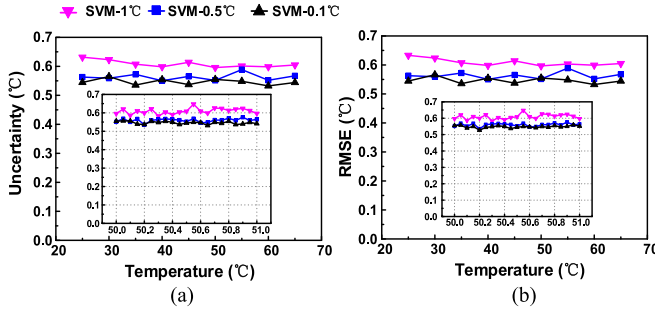 SVM-1℃ SVM-0.5℃ SVM-0.1℃
(a) (b)
0.7 0.7
0.6 0.6
0.5 0.5
0.4 0.4
0.3 0.3
0.2 0.2
0.1 0.1
0.0 0.0
Uncertainty (℃) RMSE (℃)
0.7 0.7
0.6 0.6
0.5 0.5
0.4 0.4
0.3 0.3
0.2 0.2
0.1 0.1
0.0 0.0
50.0 50.2 50.4 50.6 50.8 51.0 50.0 50.2 50.4 50.6 50.8 51.0
20 30 40 50 60 70 20 30 40 50 60 70
Temperature (℃) Temperature (℃)
(a) (b)